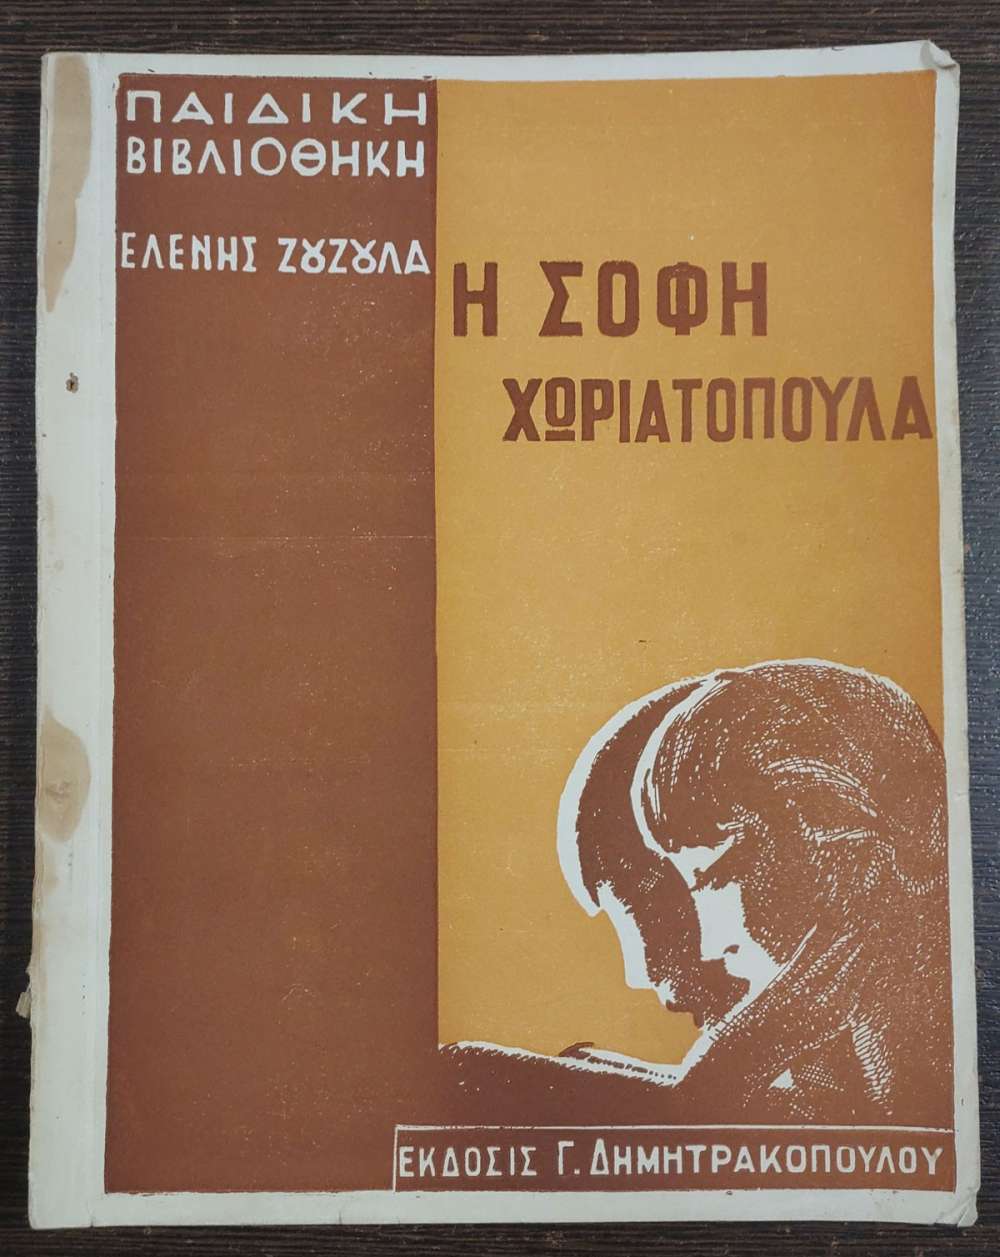 ΠΑΙΔΙΚΗ
ΒΙΒΛΙΟΘΗΚΗ
ΕΛΕΝΗΣ ΖȣΖȣΛΑ
Η ΣΟΦΗ
ΧΩΡΙΑΤΟΠΟΥΛΑ
ΕΚΔΟΣΙΣ Γ. ΔΗΜΗΤΡΑΚΟΠΟΥΛΟΥ